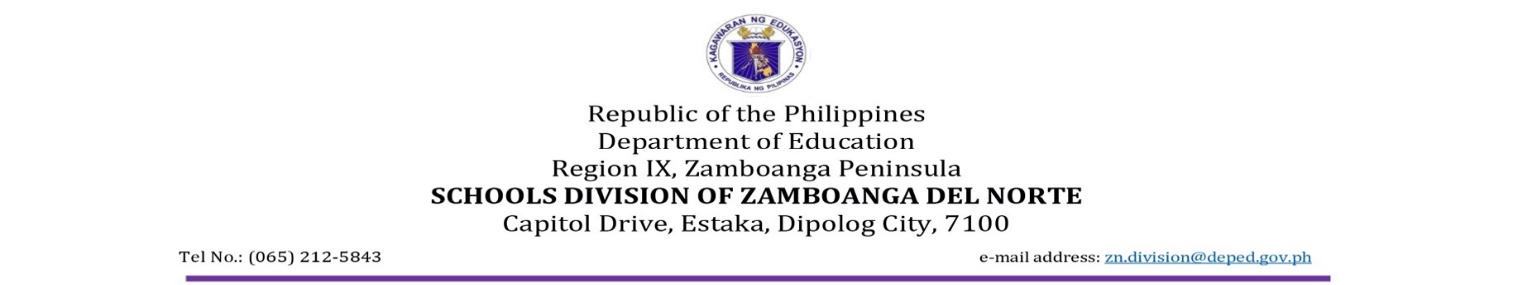 KAGAWARAN NG EDUKASYON
REPUBLIKA NG PILIPINAS
Republic of the Philippines
Department of Education
Region IX, Zamboanga Peninsula
SCHOOLS DIVISION OF ZAMBOANGA DEL NORTE
Capitol Drive, Estaka, Dipolog City, 7100
Tel No.: (065) 212-5843 e-mail address: zn.division@deped.gov.ph